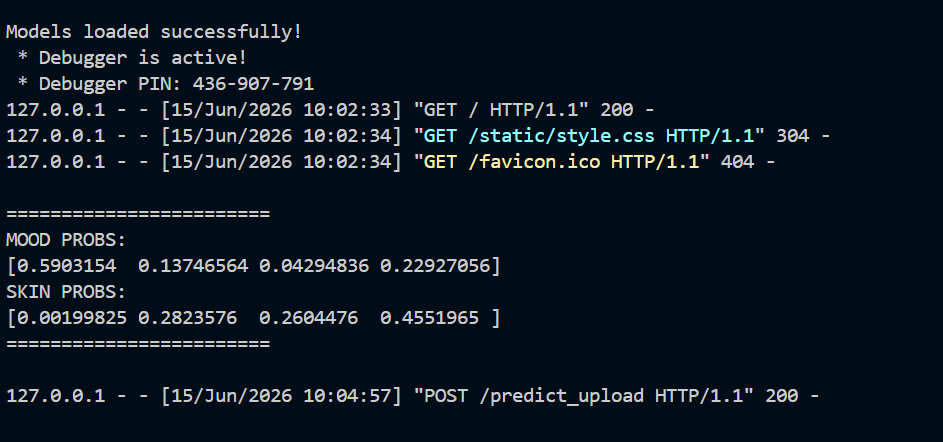 Models loaded successfully!
 * Debugger is active!
 * Debugger PIN: 436-907-791
127.0.0.1 - - [15/Jun/2026 10:02:33] "GET / HTTP/1.1" 200 -
127.0.0.1 - - [15/Jun/2026 10:02:34] "GET /static/style.css HTTP/1.1" 304 -
127.0.0.1 - - [15/Jun/2026 10:02:34] "GET /favicon.ico HTTP/1.1" 404 -
========================
MOOD PROBS:
[0.5903154  0.13746564 0.04294836 0.22927056]
SKIN PROBS:
[0.00199825 0.2823576  0.2604476  0.4551965 ]
========================
127.0.0.1 - - [15/Jun/2026 10:04:57] "POST /predict_upload HTTP/1.1" 200 -